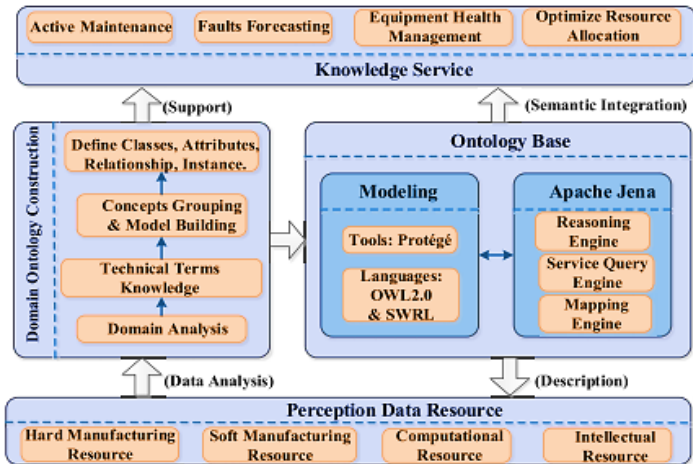 Active Maintenance
Faults Forecasting
Equipment Health
Management
Optimize Resource
Allocation
Knowledge Service
(Support)
(Semantic Integration)
Domain Ontology Construction
Define Classes, Attributes,
Relationship, Instance.
Concepts Grouping
& Model Building
Technical Terms
Knowledge
Domain Analysis
Ontology Base
Modeling
Tools: Protégé
Languages:
OWL2.0
& SWRL
Apache Jena
Reasoning
Engine
Service Query
Engine
Mapping
Engine
(Data Analysis)
(Description)
Perception Data Resource
Hard Manufacturing
Resource
Soft Manufacturing
Resource
Computational
Resource
Intellectual
Resource